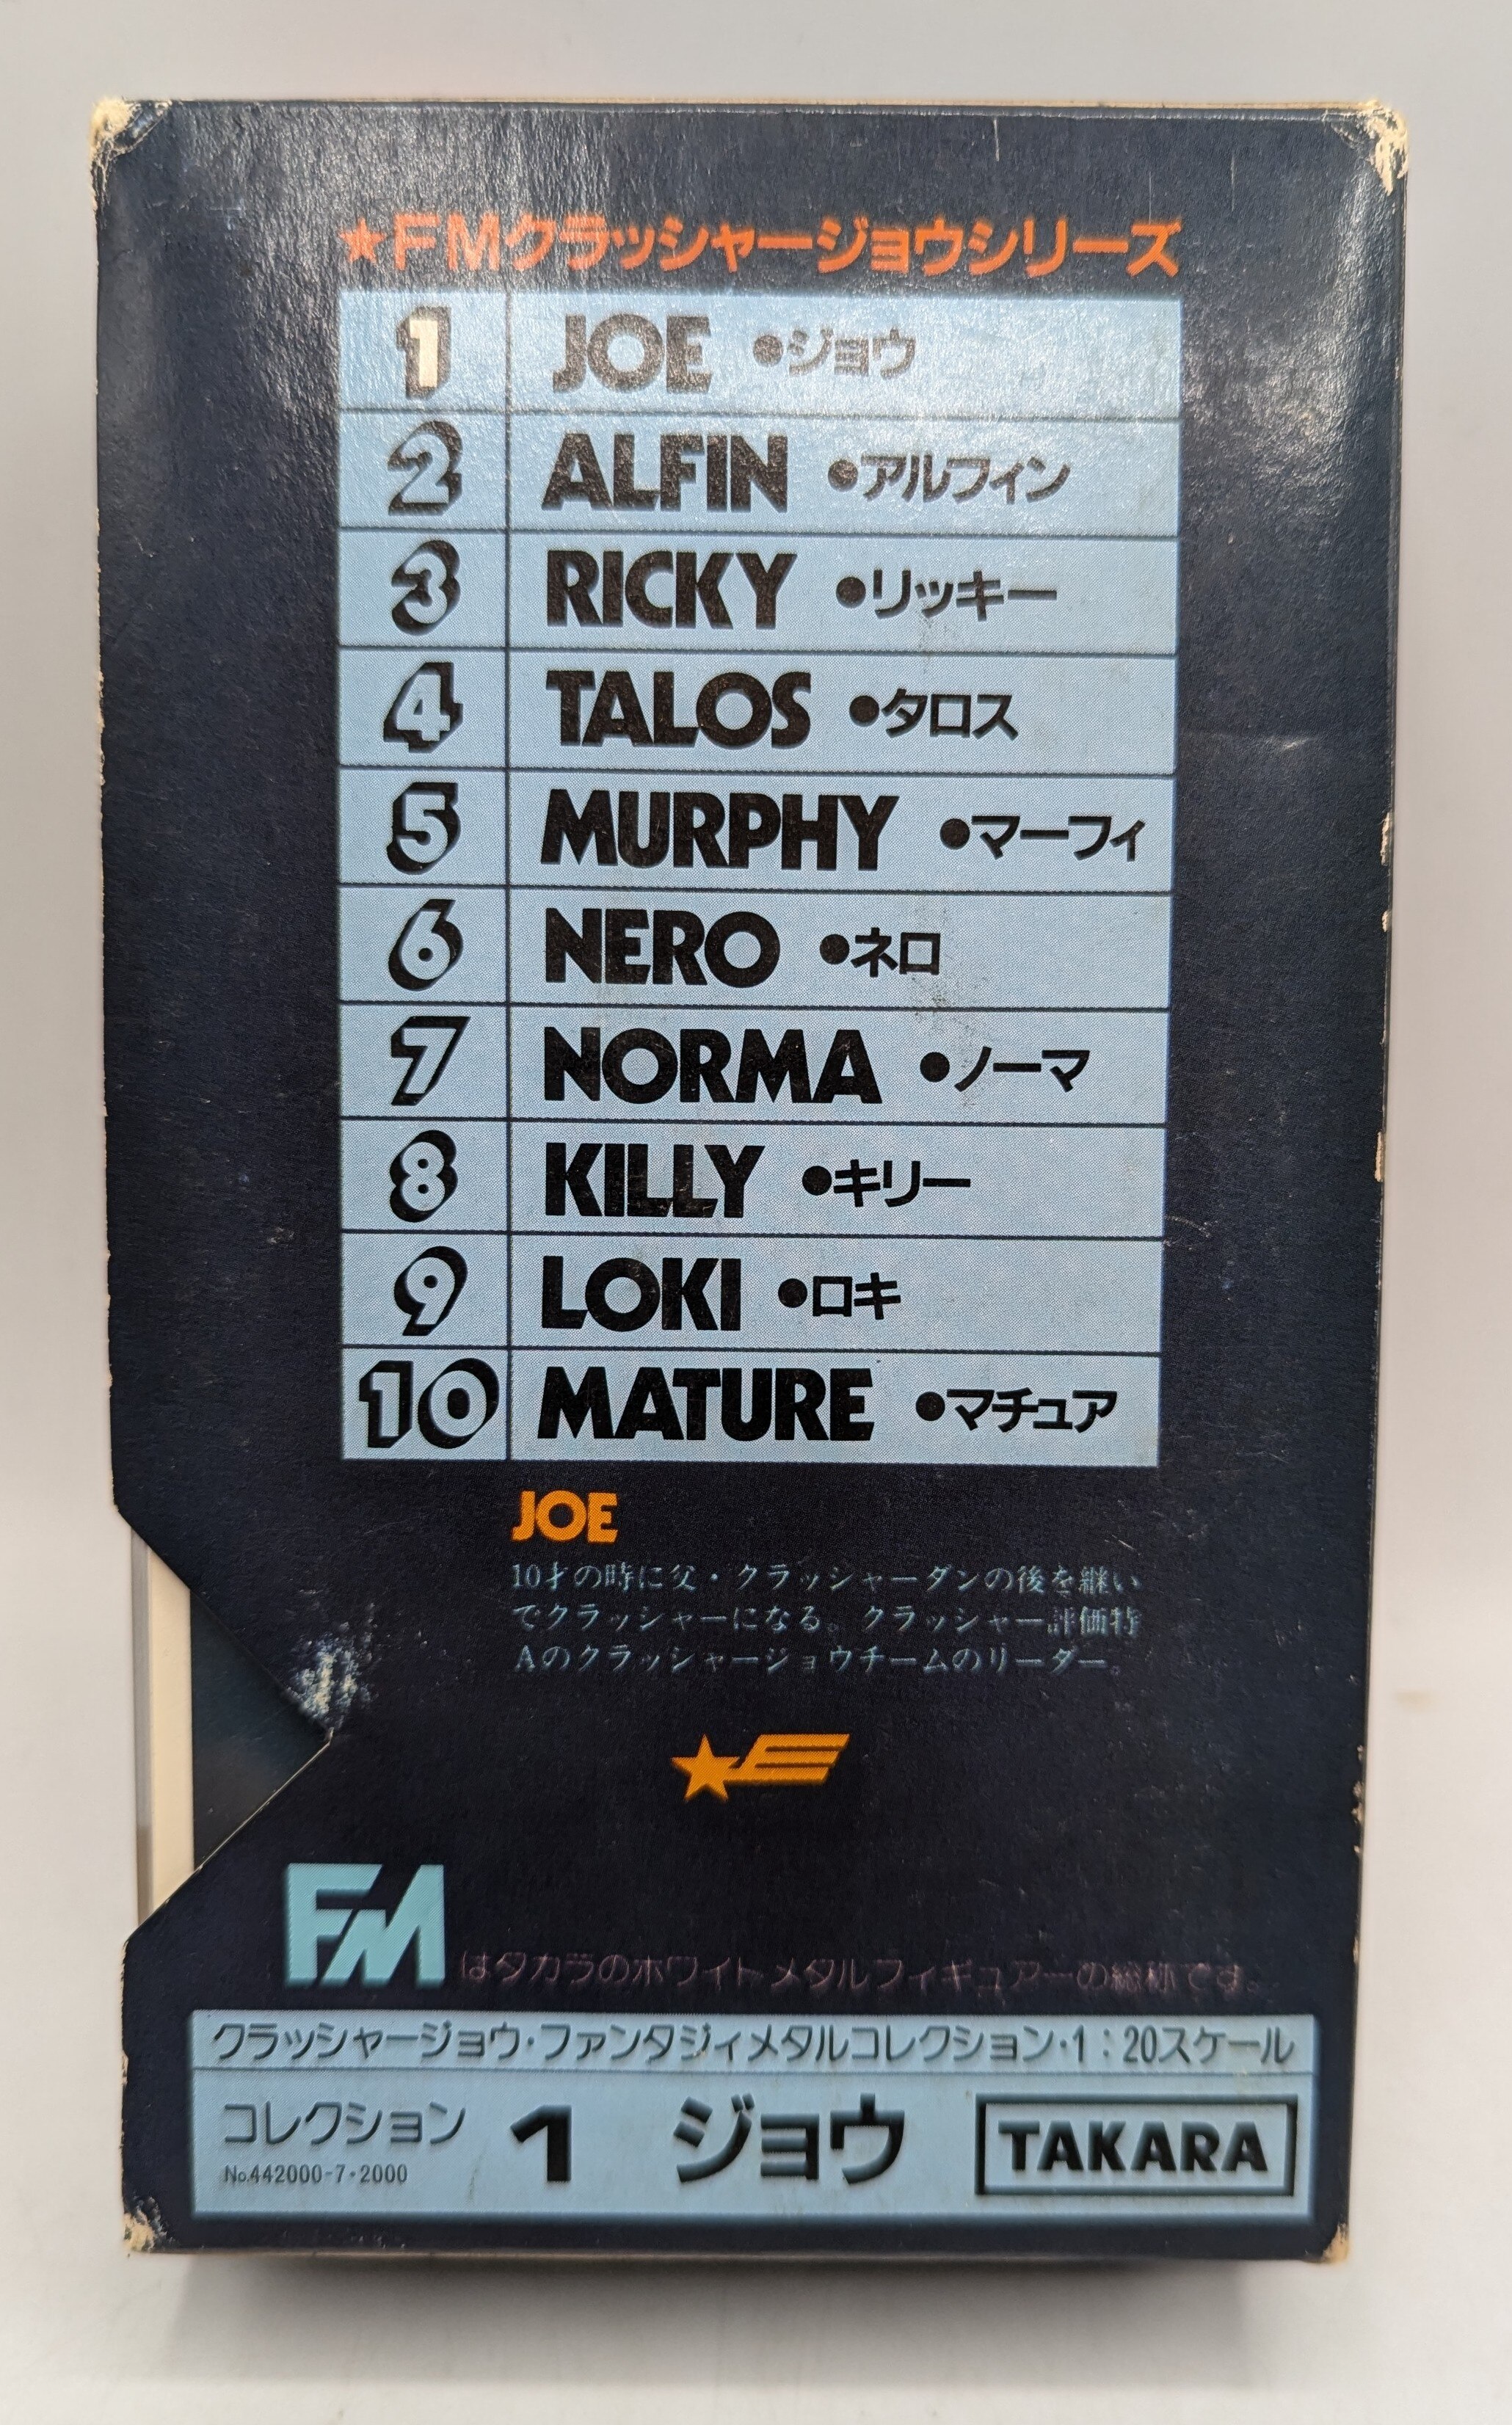 ★FMクラッシャージョウシリーズ
1 JOE ●ジョウ
2 ALFIN ●アルフィン
3 RICKY ●リッキー
4 TALOS ●タロス
5 MURPHY ●マーフィ
6 NERO ●ネロ
7 NORMA ●ノーマ
8 KILLY ●キリー
9 LOKI ●ロキ
10 MATURE ●マチュア
JOE
10才の時に父・クラッシャーダンの後を継い
でクラッシャーになる。クラッシャー評価特
Aのクラッシャージョウチームのリーダー。
FMはタカラのホワイトメタルフィギュアーの総称です。
クラッシャージョウ・ファンタジィメタルコレクション・1：20スケール
コレクション 1 ジョウ TAKARA
No.442000-7・2000